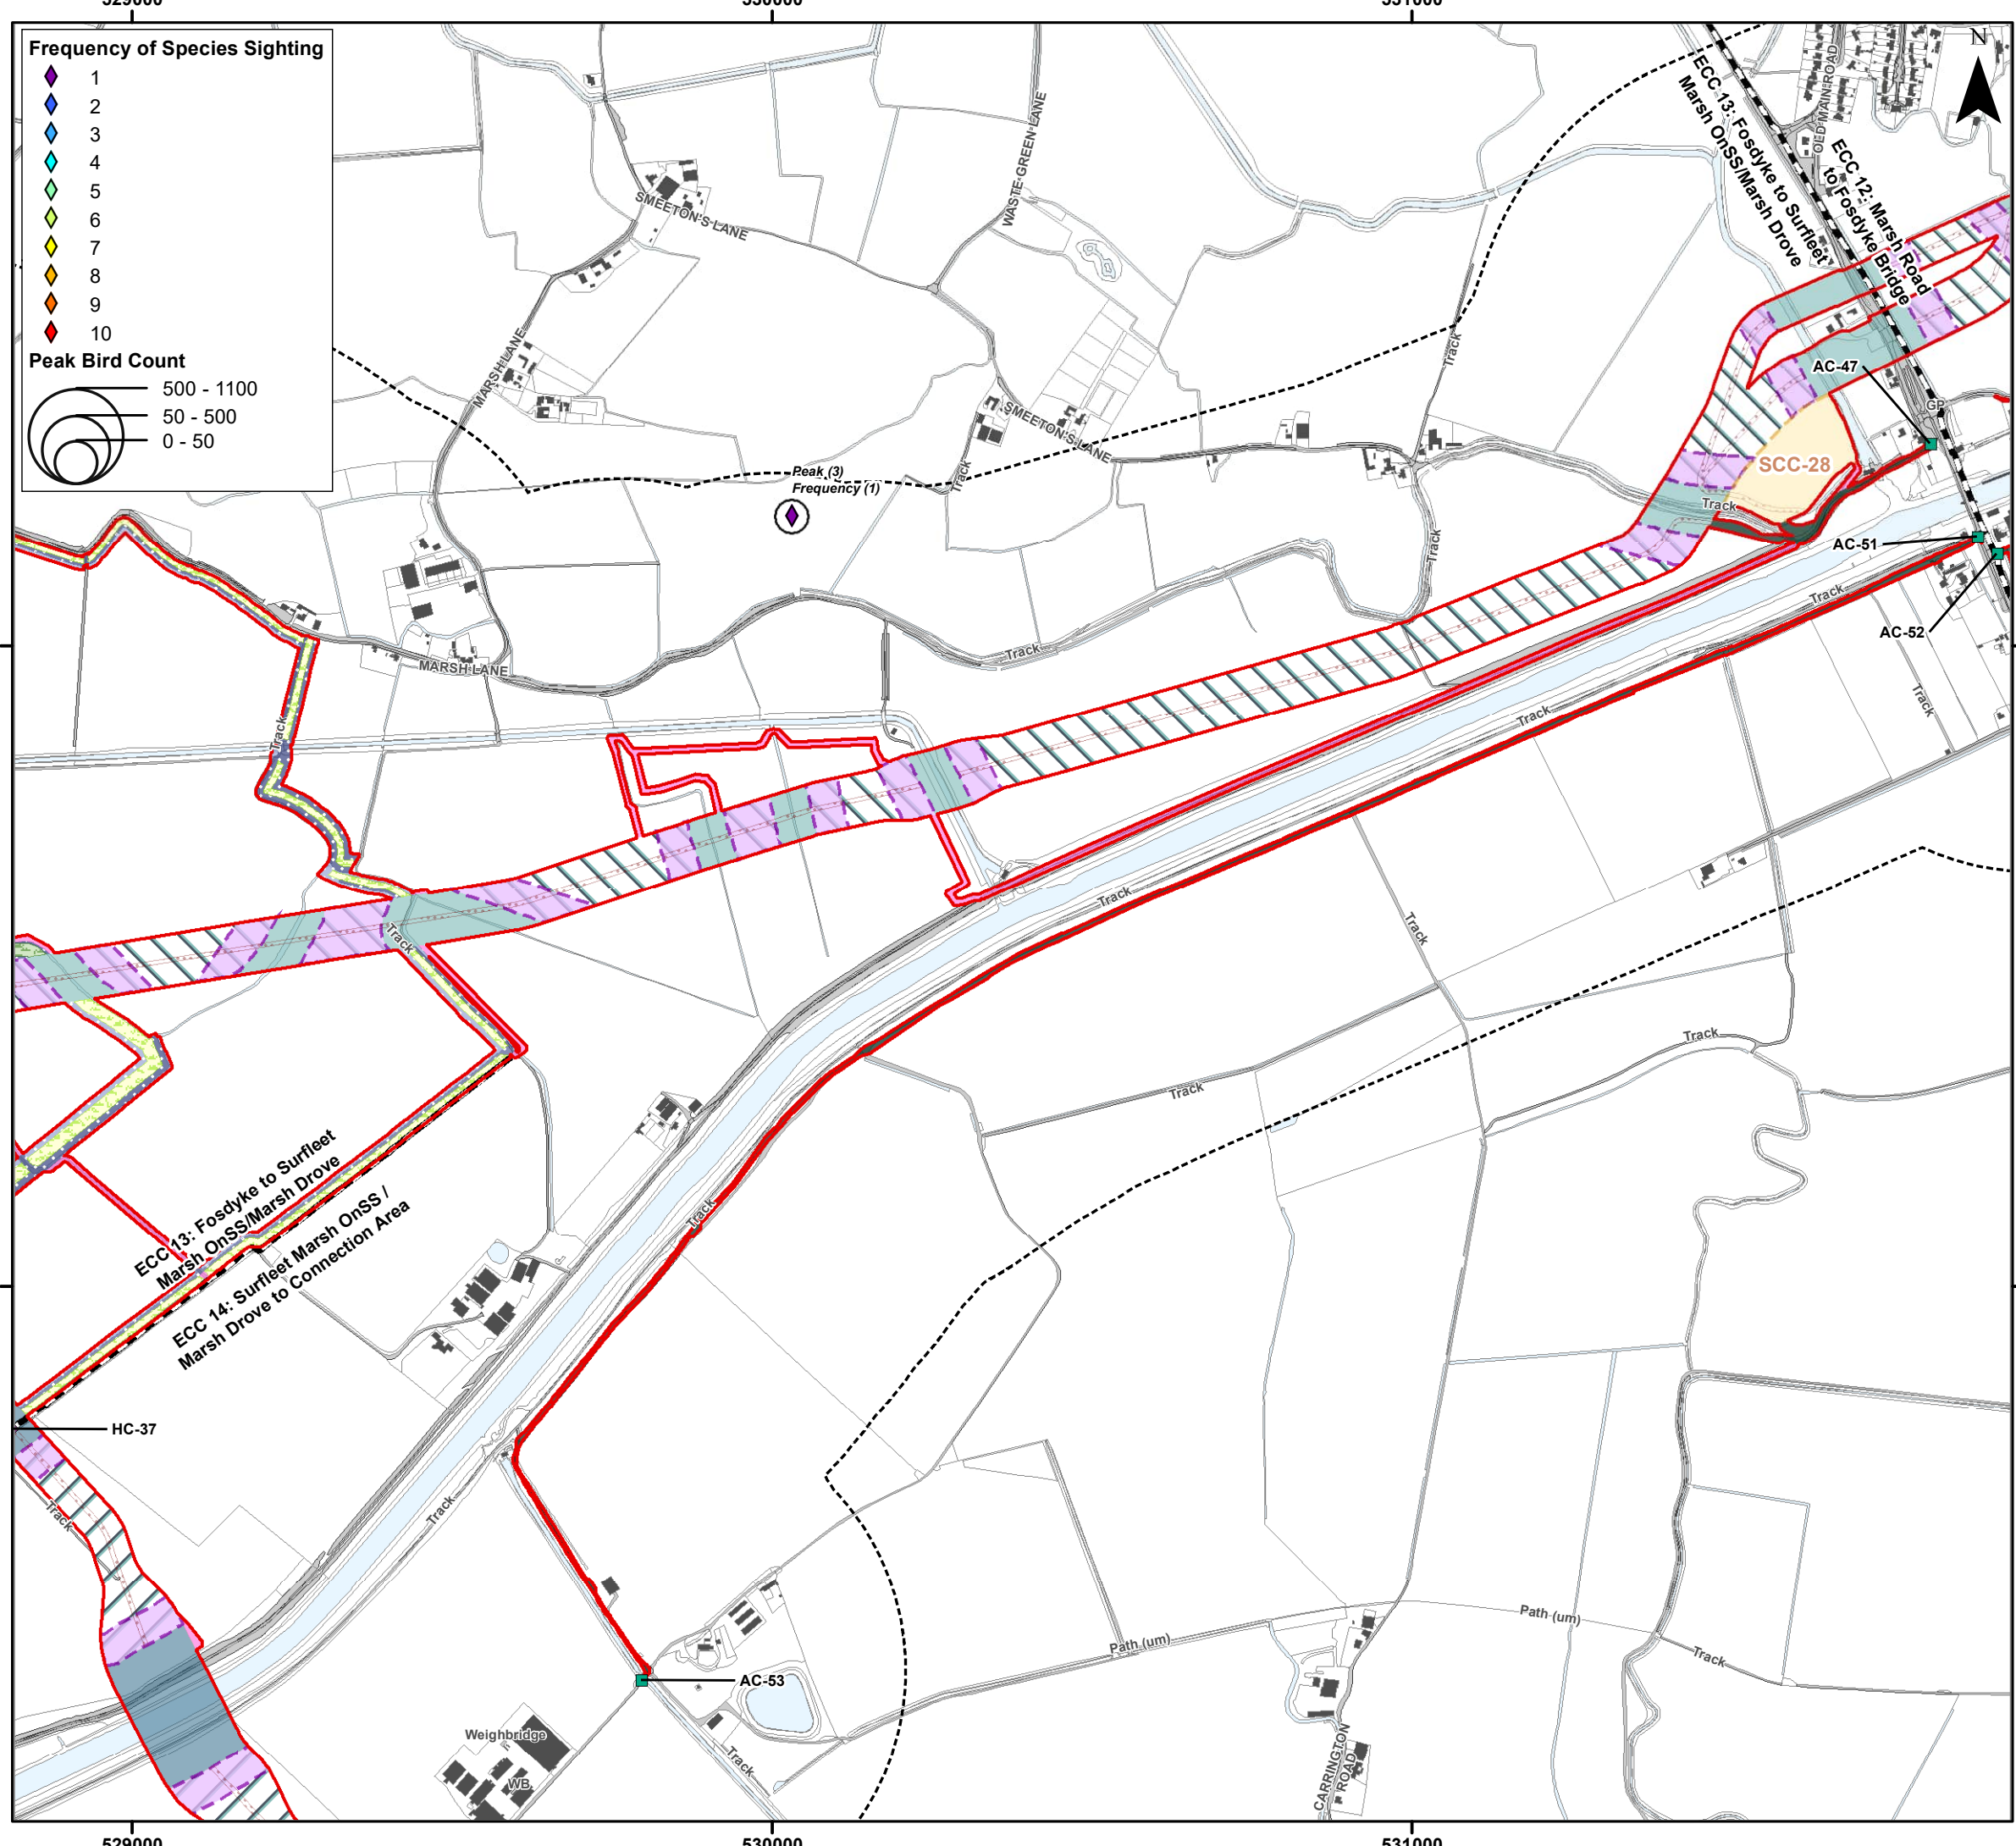 529000
530000
531000
Frequency of Species Sighting
1
2
3
4
5
6
7
8
9
10
Peak Bird Count
500 - 1100
50 - 500
0 - 50
N
OLD MAIN ROAD
ECC 13: Fosdyke to Surfleet
Marsh OnSS/Marsh Drove
ECC 12: Marsh Road
to Fosdyke Bridge
WASTE GREEN LANE
SMEETON'S LANE
MARSH LANE
Track
AC-47
GP
SMEETON'S LANE
SCC-28
Peak (3)
Frequency (1)
Track
Track
Track
AC-51
Track
AC-52
MARSH LANE
Track
Track
Track
Track
Track
Track
Track
Track
Track
Track
ECC 13: Fosdyke to Surfleet
Marsh OnSS/Marsh Drove
ECC 14: Surfleet Marsh OnSS /
Marsh Drove to Connection Area
Track
HC-37
Track
Track
Path (um)
Path (um)
Track
AC-53
Weighbridge
WB
Track
CARRINGTON
ROAD
529000
530000
531000